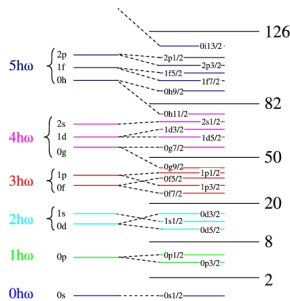 126
0i13/2
2p 2p1/2
5hω 1f 2p3/2
1f5/2
0h 1f7/2
0h9/2
82
0h11/2
2s 2s1/2
4hω 1d 1d3/2
1d5/2
0g 0g7/2
50
0g9/2
3hω 1p 1p1/2
0f 0f5/2
1p3/2
0f7/2
20
2hω 1s 0d3/2
0d 1s1/2
0d5/2
8
1hω 0p 0p1/2
0p3/2
2
0hω 0s 0s1/2